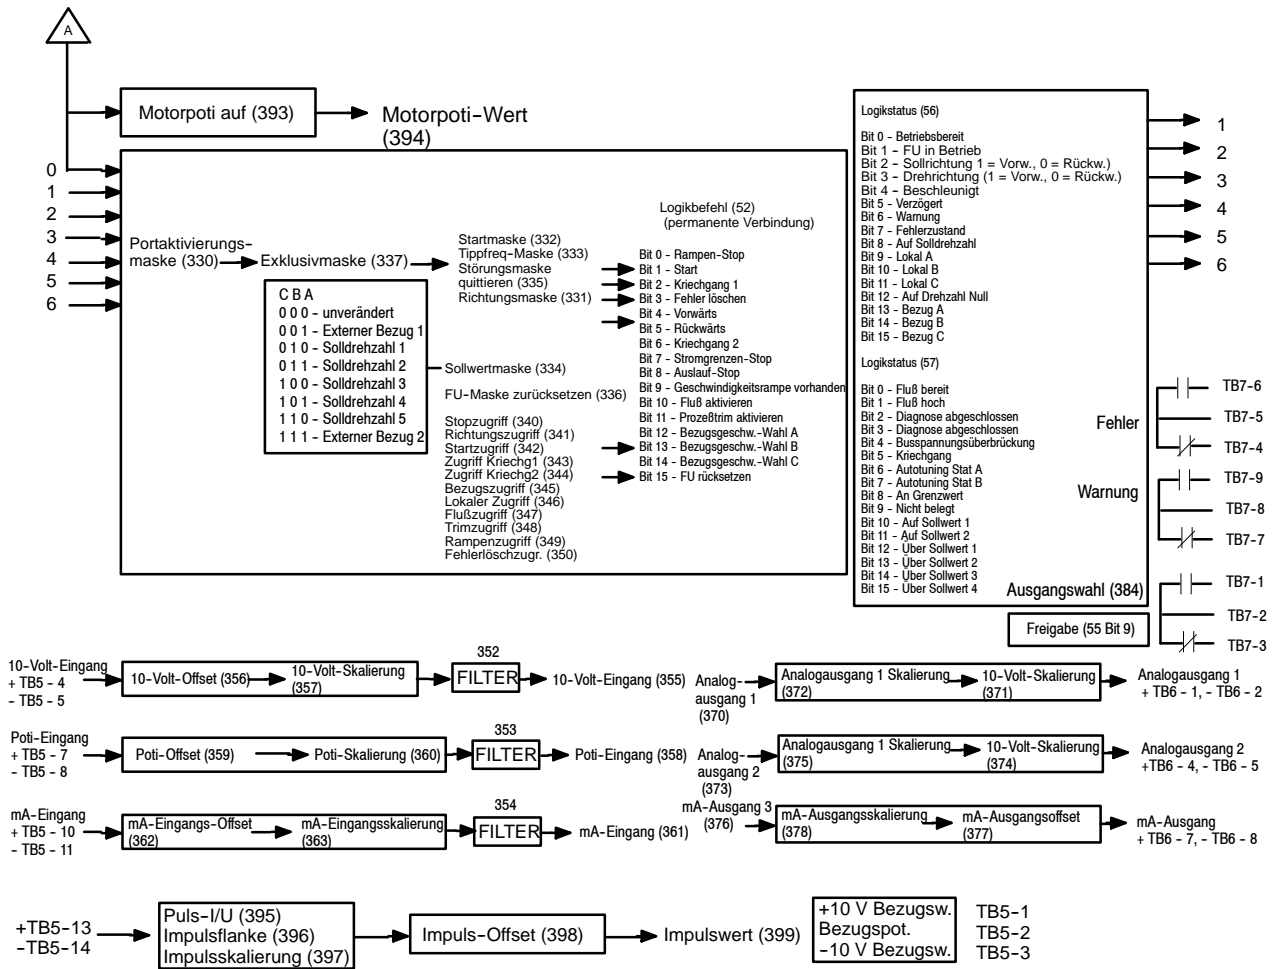 A
Motorpoti auf (393)
Motorpoti-Wert
(394)
0
1
2
3
4
5
6
Portaktivierungs-
maske (330)
Exklusivmaske (337)
C B A
0 0 0 - unverändert
0 0 1 - Externer Bezug 1
0 1 0 - Solldrehzahl 1
0 1 1 - Solldrehzahl 2
1 0 0 - Solldrehzahl 3
1 0 1 - Solldrehzahl 4
1 1 0 - Solldrehzahl 5
1 1 1 - Externer Bezug 2
Startmaske (332)
Tippfreq-Maske (333)
Störungsmaske
quittieren (335)
Richtungsmaske (331)
Sollwertmaske (334)
FU-Maske zurücksetzen (336)
Stopzugriff (340)
Richtungszugriff (341)
Startzugriff (342)
Zugriff Kriechg1 (343)
Zugriff Kriechg2 (344)
Bezugszugriff (345)
Lokaler Zugriff (346)
Flußzugriff (347)
Trimzugriff (348)
Rampenzugriff (349)
Fehlerlöschzugr. (350)
Logikbefehl (52)
(permanente Verbindung)
Bit 0 - Rampen-Stop
Bit 1 - Start
Bit 2 - Kriechgang 1
Bit 3 - Fehler löschen
Bit 4 - Vorwärts
Bit 5 - Rückwärts
Bit 6 - Kriechgang 2
Bit 7 - Stromgrenzen-Stop
Bit 8 - Auslauf-Stop
Bit 9 - Geschwindigkeitsrampe vorhanden
Bit 10 - Fluß aktivieren
Bit 11 - Prozeßtrim aktivieren
Bit 12 - Bezugsgeschw.-Wahl A
Bit 13 - Bezugsgeschw.-Wahl B
Bit 14 - Bezugsgeschw.-Wahl C
Bit 15 - FU rücksetzen
Logikstatus (56)
Bit 0 - Betriebsbereit
Bit 1 - FU in Betrieb
Bit 2 - Sollrichtung 1 = Vorw., 0 = Rückw.)
Bit 3 - Drehrichtung (1 = Vorw., 0 = Rückw.)
Bit 4 - Beschleunigt
Bit 5 - Verzögert
Bit 6 - Warnung
Bit 7 - Fehlerzustand
Bit 8 - Auf Solldrehzahl
Bit 9 - Lokal A
Bit 10 - Lokal B
Bit 11 - Lokal C
Bit 12 - Auf Drehzahl Null
Bit 13 - Bezug A
Bit 14 - Bezug B
Bit 15 - Bezug C
Logikstatus (57)
Bit 0 - Fluß bereit
Bit 1 - Fluß hoch
Bit 2 - Diagnose abgeschlossen
Bit 3 - Diagnose abgeschlossen
Bit 4 - Busspannungsüberbrückung
Bit 5 - Kriechgang
Bit 6 - Autotuning Stat A
Bit 7 - Autotuning Stat B
Bit 8 - An Grenzwert
Bit 9 - Nicht belegt
Bit 10 - Auf Sollwert 1
Bit 11 - Auf Sollwert 2
Bit 12 - Über Sollwert 1
Bit 13 - Über Sollwert 2
Bit 14 - Über Sollwert 3
Bit 15 - Über Sollwert 4
Fehler
Warnung
Ausgangswahl (384)
Freigabe (55 Bit 9)
1
2
3
4
5
6
TB7-6
TB7-5
TB7-4
TB7-9
TB7-8
TB7-7
TB7-1
TB7-2
TB7-3
10-Volt-Eingang
+ TB5 - 4
- TB5 - 5
10-Volt-Offset (356)
10-Volt-Skalierung
(357)
352
FILTER
10-Volt-Eingang (355)
Analog-
ausgang 1
(370)
Analogausgang 1 Skalierung
(372)
10-Volt-Skalierung
(371)
Analogausgang 1
+ TB6 - 1, - TB6 - 2
Poti-Eingang
+ TB5 - 7
- TB5 - 8
Poti-Offset (359)
Poti-Skalierung (360)
353
FILTER
Poti-Eingang (358)
Analog-
ausgang 2
(373)
Analogausgang 1 Skalierung
(375)
10-Volt-Skalierung
(374)
Analogausgang 2
+TB6 - 4, - TB6 - 5
mA-Eingang
+ TB5 - 10
- TB5 - 11
mA-Eingangs-Offset
(362)
mA-Eingangsskalierung
(363)
354
FILTER
mA-Eingang (361)
mA-Ausgang 3
(376)
mA-Ausgangsskalierung
(378)
mA-Ausgangsoffset
(377)
mA-Ausgang
+ TB6 - 7, - TB6 - 8
+TB5-13
-TB5-14
Puls-I/U (395)
Impulsflanke (396)
Impulsskalierung (397)
Impuls-Offset (398)
Impulswert (399)
+10 V Bezugsw.
Bezugspot.
-10 V Bezugsw.
TB5-1
TB5-2
TB5-3